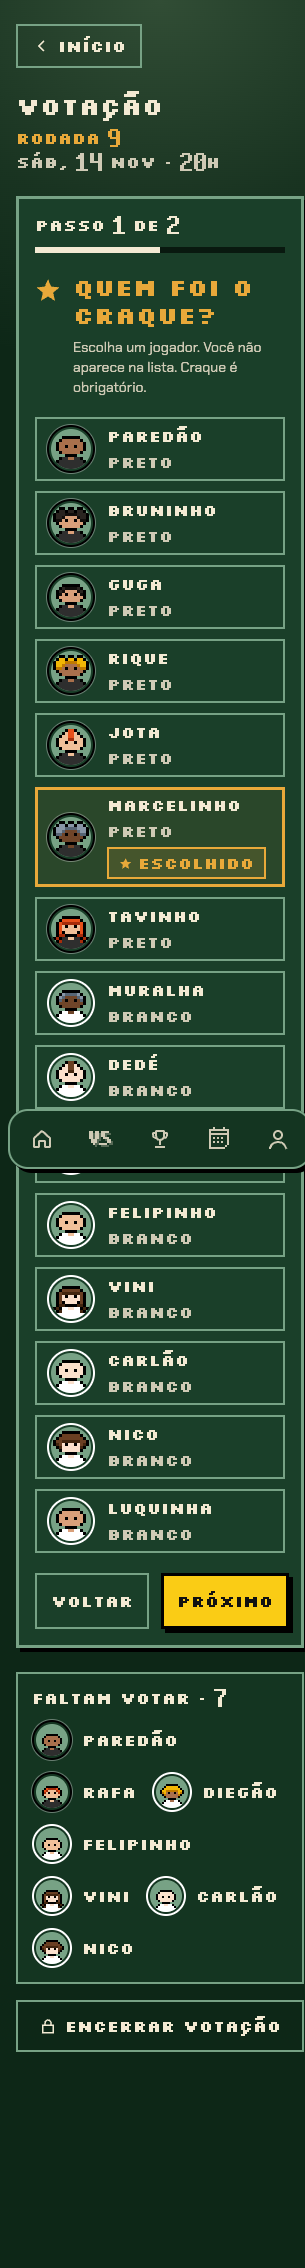 INÍCIO
VOTAÇÃO
RODADA 9
SÁB, 14 NOV · 20H
PASSO 1 DE 2
QUEM FOI O
CRAQUE?
Escolha um jogador. Você não
aparece na lista. Craque é
obrigatório.
PAREDÃO
PRETO
BRUNINHO
PRETO
GUGA
PRETO
RIQUE
PRETO
JOTA
PRETO
MARCELINHO
PRETO
ESCOLHIDO
TAVINHO
PRETO
MURALHA
BRANCO
DEDÉ
BRANCO
VS
FELIPINHO
BRANCO
VINI
BRANCO
CARLÃO
BRANCO
NICO
BRANCO
LUQUINHA
BRANCO
VOLTAR
PRÓXIMO
FALTAM VOTAR · 7
PAREDÃO
RAFA DIEGÃO
FELIPINHO
VINI CARLÃO
NICO
ENCERRAR VOTAÇÃO